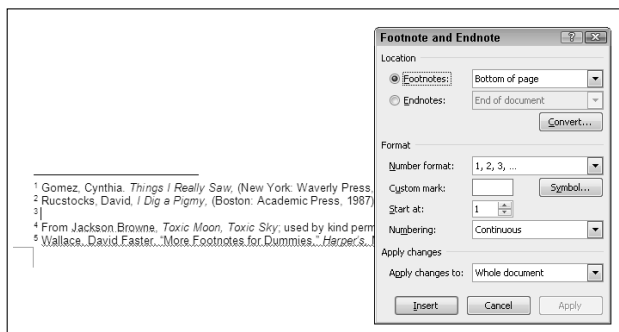 Footnote and Endnote
Location
Footnotes: Bottom of page
Endnotes: End of document
Convert...
Format
Number format: 1, 2, 3, ...
Custom mark: Symbol...
Start at: 1
Numbering: Continuous
Apply changes
Apply changes to: Whole document
Insert Cancel Apply
1 Gomez, Cynthia. Things I Really Saw, (New York: Waverly Press,
2 Rucstocks, David, I Dig a Pigmy, (Boston: Academic Press, 1987)
3
4 From Jackson Browne, Toxic Moon, Toxic Sky; used by kind perm
5 Wallace, David Faster, "More Footnotes for Dummies," Harper's,